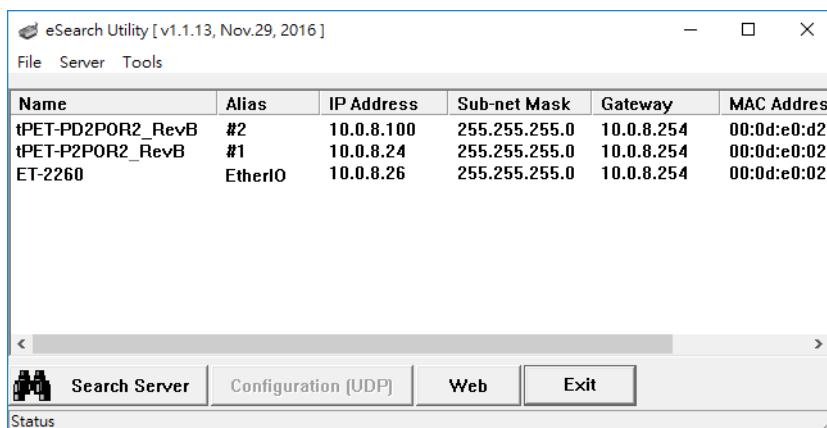 eSearch Utility [ v1.1.13, Nov.29, 2016 ]
File Server Tools
Name Alias IP Address Sub-net Mask Gateway MAC Addres
tPET-PD2POR2_RevB #2 10.0.8.100 255.255.255.0 10.0.8.254 00:0d:e0:d2
tPET-P2POR2_RevB #1 10.0.8.24 255.255.255.0 10.0.8.254 00:0d:e0:02
ET-2260 EtherIO 10.0.8.26 255.255.255.0 10.0.8.254 00:0d:e0:02
Search Server Configuration (UDP) Web Exit
Status